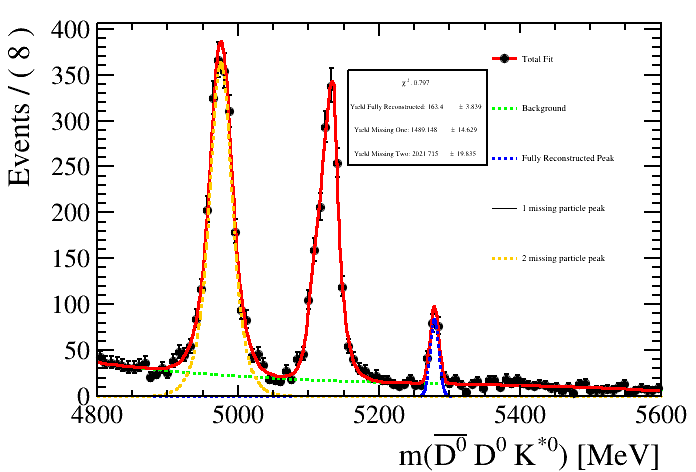 Events / ( 8 )
400
350
300
250
200
150
100
50
0
4800
5000
5200
5400
5600
m(D⁰ D⁰ K*⁰) [MeV]
χ² 0.797
Yield Fully Reconstructed: 163.4 ± 3.839
Yield Missing One: 1489.148 ± 14.629
Yield Missing Two: 2021.715 ± 19.835
Total Fit
Background
Fully Reconstructed Peak
1 missing particle peak
2 missing particle peak